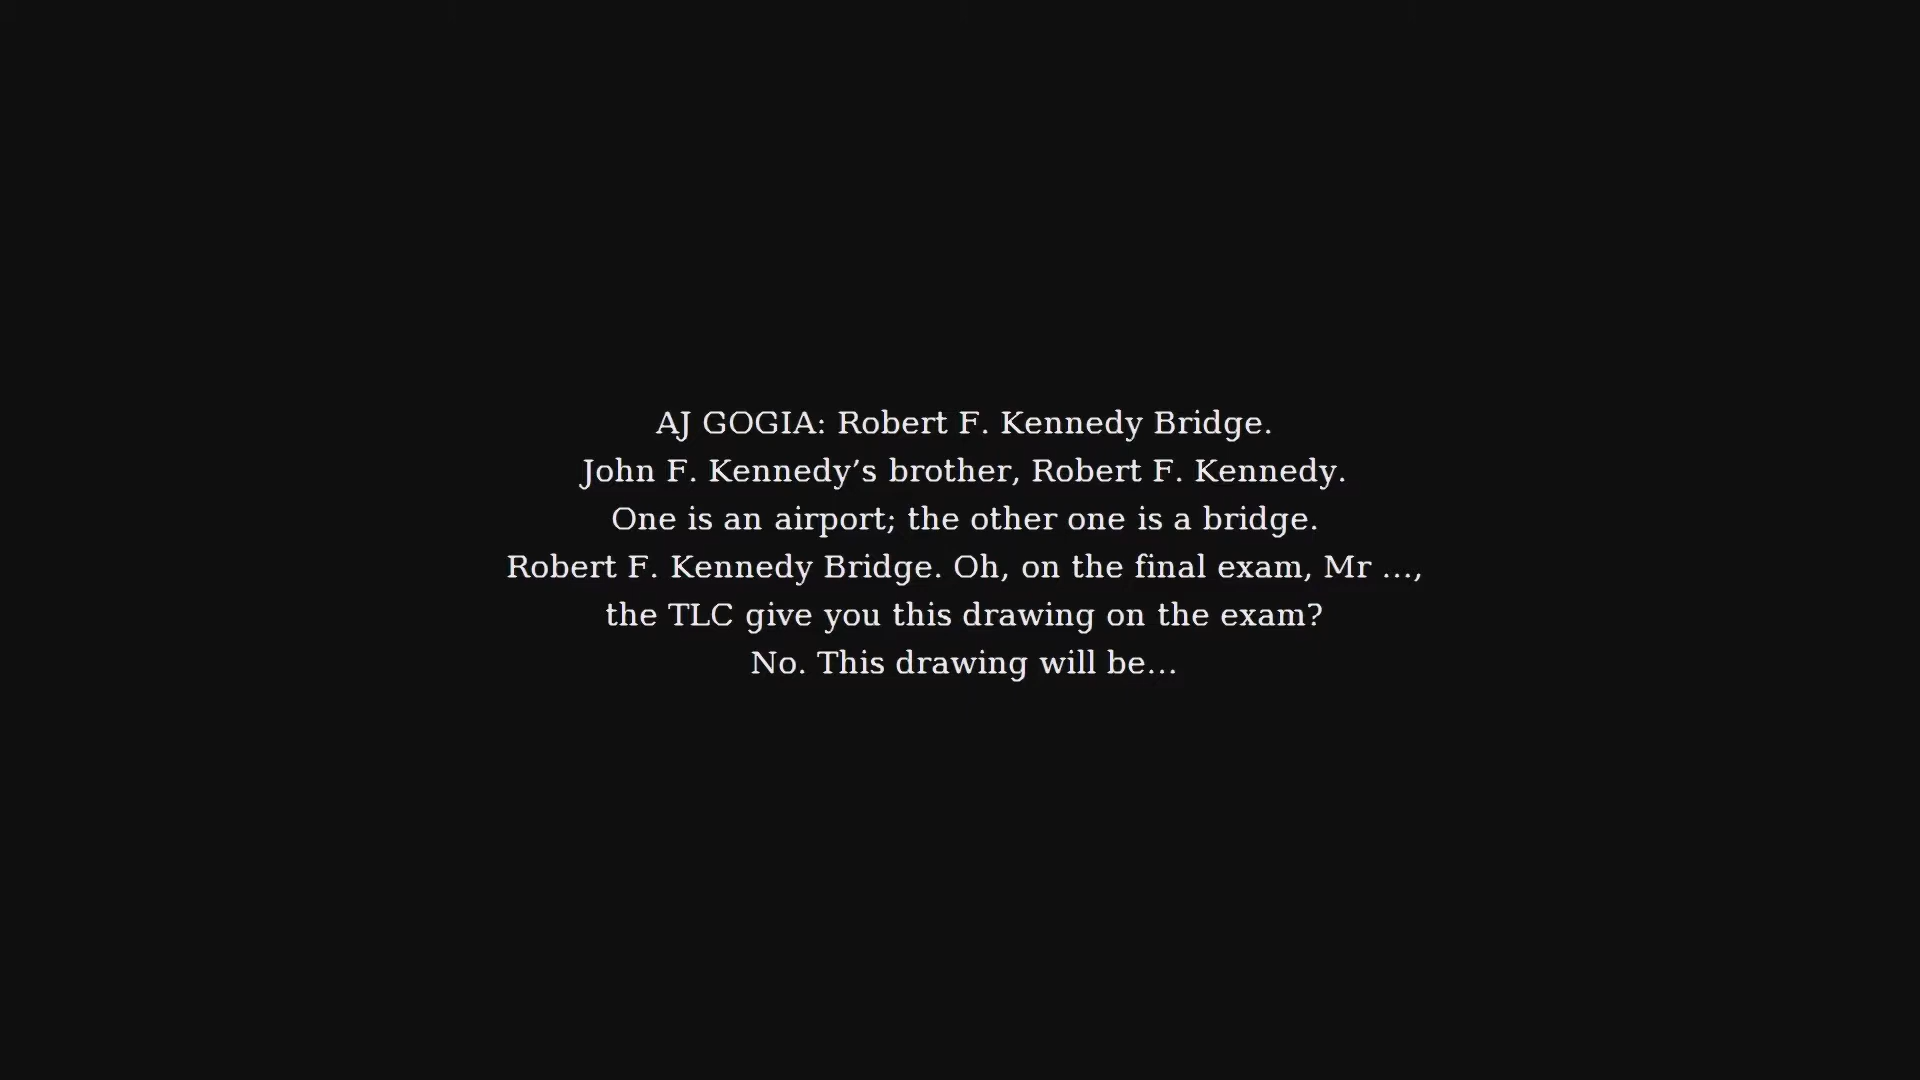 AJ GOGIA: Robert F. Kennedy Bridge.
John F. Kennedy’s brother, Robert F. Kennedy.
One is an airport; the other one is a bridge.
Robert F. Kennedy Bridge. Oh, on the final exam, Mr ...,
the TLC give you this drawing on the exam?
No. This drawing will be...